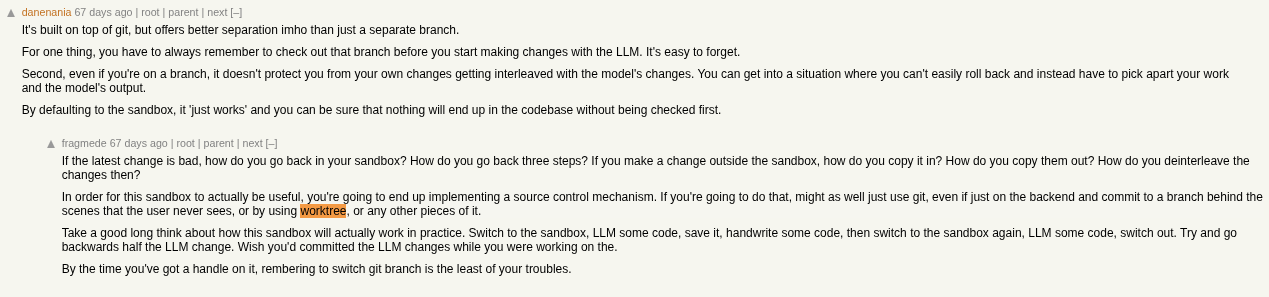 ▲ danenania 67 days ago | root | parent | next [–]
It's built on top of git, but offers better separation imho than just a separate branch.
For one thing, you have to always remember to check out that branch before you start making changes with the LLM. It's easy to forget.
Second, even if you're on a branch, it doesn't protect you from your own changes getting interleaved with the model's changes. You can get into a situation where you can't easily roll back and instead have to pick apart your work
and the model's output.
By defaulting to the sandbox, it 'just works' and you can be sure that nothing will end up in the codebase without being checked first.
▲ fragmede 67 days ago | root | parent | next [–]
If the latest change is bad, how do you go back in your sandbox? How do you go back three steps? If you make a change outside the sandbox, how do you copy it in? How do you copy them out? How do you deinterleave the
changes then?
In order for this sandbox to actually be useful, you're going to end up implementing a source control mechanism. If you're going to do that, might as well just use git, even if just on the backend and commit to a branch behind the
scenes that the user never sees, or by using worktree, or any other pieces of it.
Take a good long think about how this sandbox will actually work in practice. Switch to the sandbox, LLM some code, save it, handwrite some code, then switch to the sandbox again, LLM some code, switch out. Try and go
backwards half the LLM change. Wish you'd committed the LLM changes while you were working on the.
By the time you've got a handle on it, rembering to switch git branch is the least of your troubles.